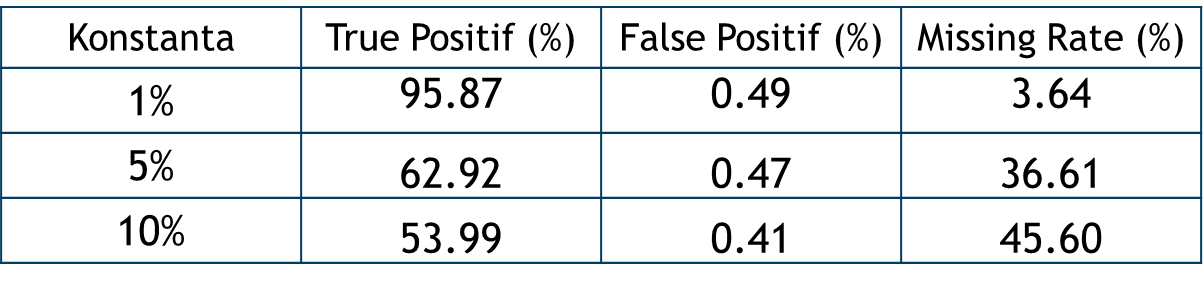 Konstanta True Positif (%) False Positif (%) Missing Rate (%)
1% 95.87 0.49 3.64
5% 62.92 0.47 36.61
10% 53.99 0.41 45.60